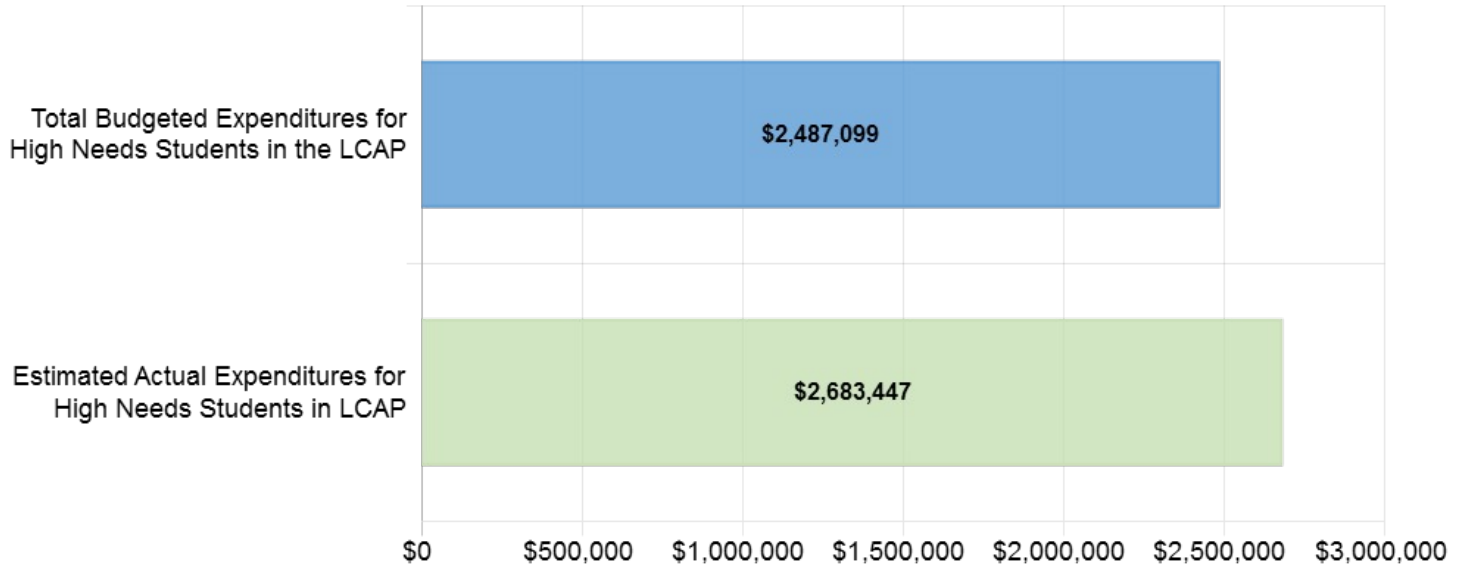 Total Budgeted Expenditures for
High Needs Students in the LCAP
$2,487,099
Estimated Actual Expenditures for
High Needs Students in LCAP
$2,683,447
$0 $500,000 $1,000,000 $1,500,000 $2,000,000 $2,500,000 $3,000,000